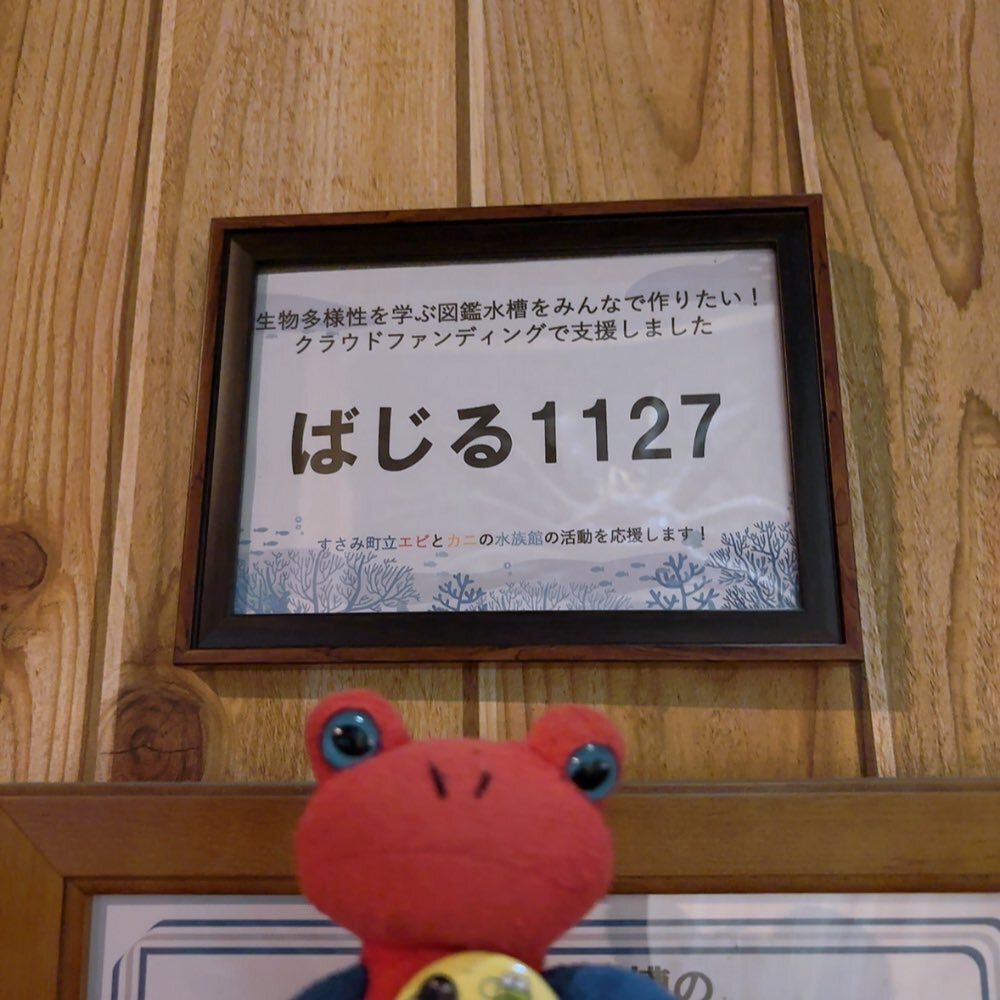 生物多様性を学ぶ図鑑水槽をみんなで作りたい！
クラウドファンディングで支援しました
ばじる1127
すさみ町立エビとカニの水族館の活動を応援します！
の